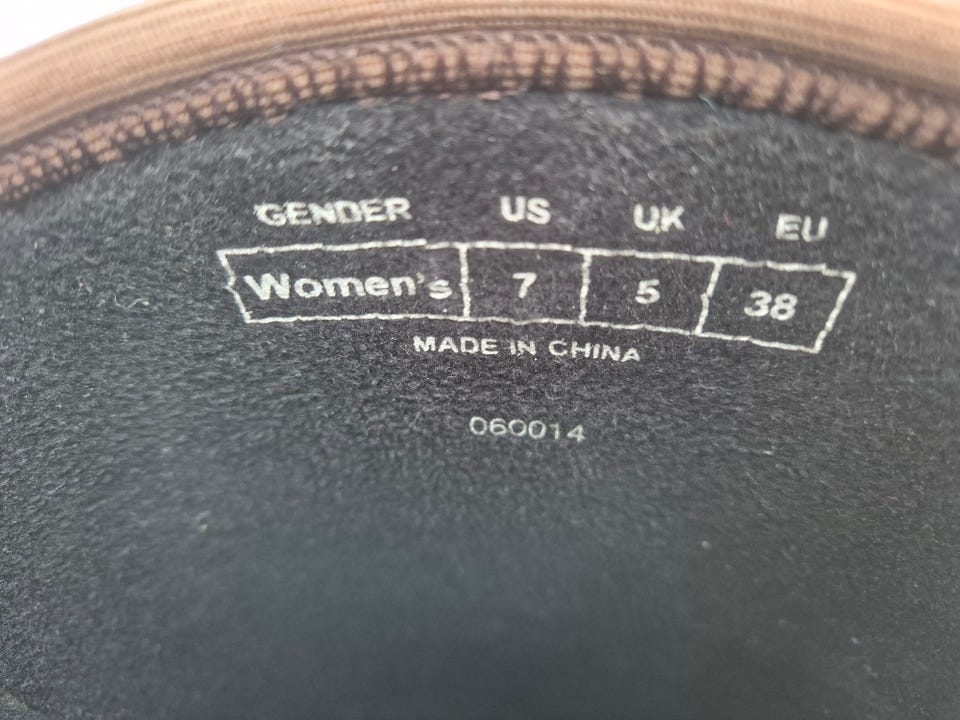 GENDER US UK EU
Women's 7 5 38
MADE IN CHINA
060014